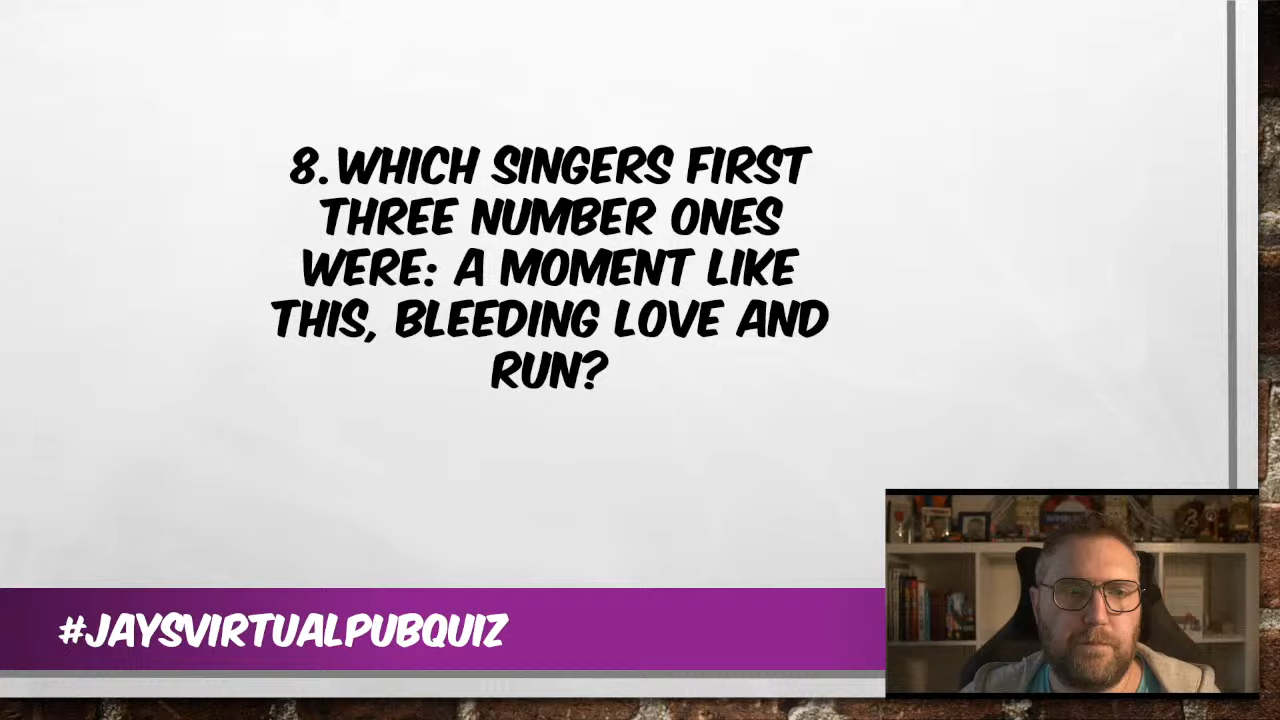 8. WHICH SINGERS FIRST
THREE NUMBER ONES
WERE: A MOMENT LIKE
THIS, BLEEDING LOVE AND
RUN?
#JAYSVIRTUALPUBQUIZ